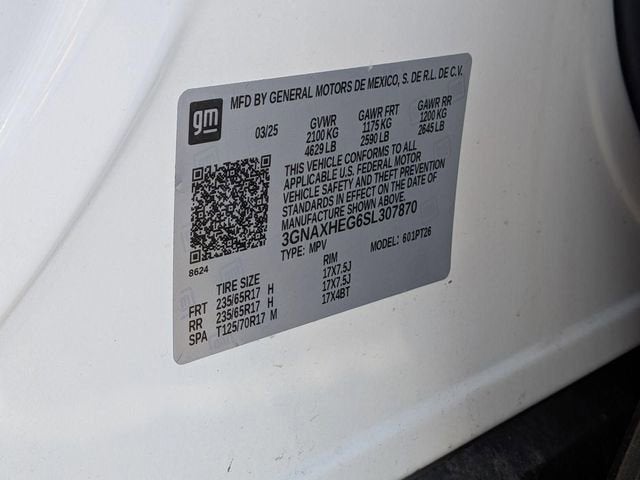 gm
MFD BY GENERAL MOTORS DE MEXICO, S. DE R.L. DE C.V.
03/25
GVWR
2100 KG
4629 LB
GAWR FRT
1175 KG
2590 LB
GAWR RR
1200 KG
2645 LB
THIS VEHICLE CONFORMS TO ALL
APPLICABLE U.S. FEDERAL MOTOR
VEHICLE SAFETY AND THEFT PREVENTION
STANDARDS IN EFFECT ON THE DATE OF
MANUFACTURE SHOWN ABOVE.
3GNAXHEG6SL307870
TYPE: MPV MODEL: 601PT26
8624
TIRE SIZE RIM
FRT 235/65R17 H 17X7.5J
RR 235/65R17 H 17X7.5J
SPA T125/70R17 M 17X4BT